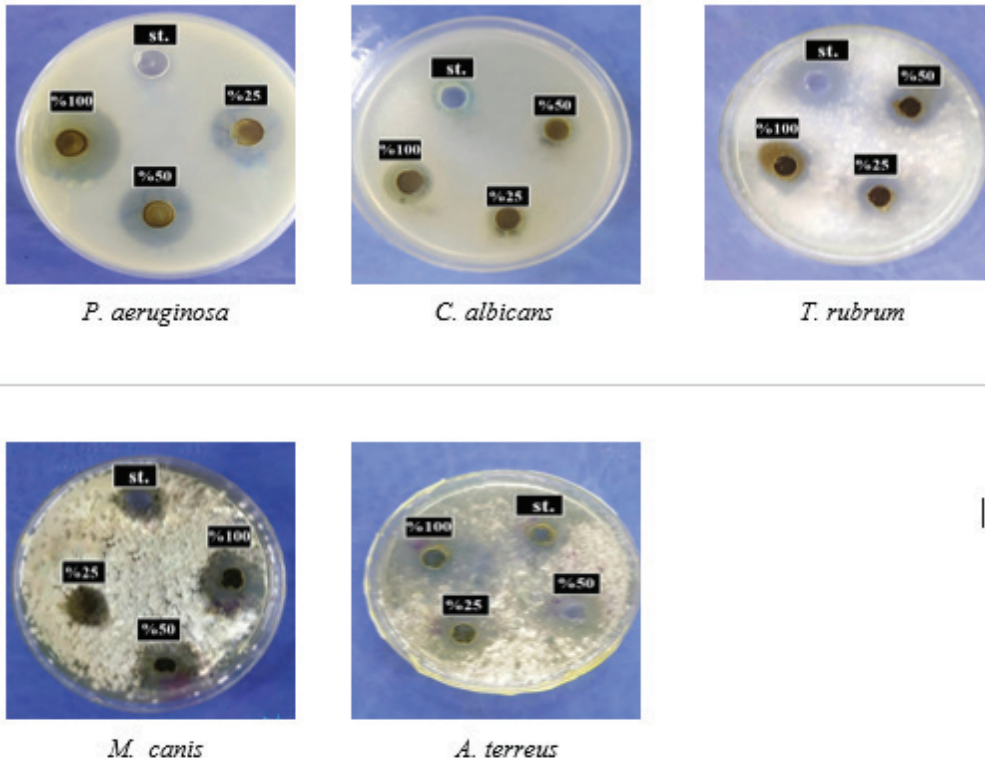 st.
%100
%25
%50
P. aeruginosa
st.
%50
%100
%25
C. albicans
st.
%50
%100
%25
T. rubrum
st.
%100
%25
%50
M. canis
st.
%100
%50
%25
A. terreus